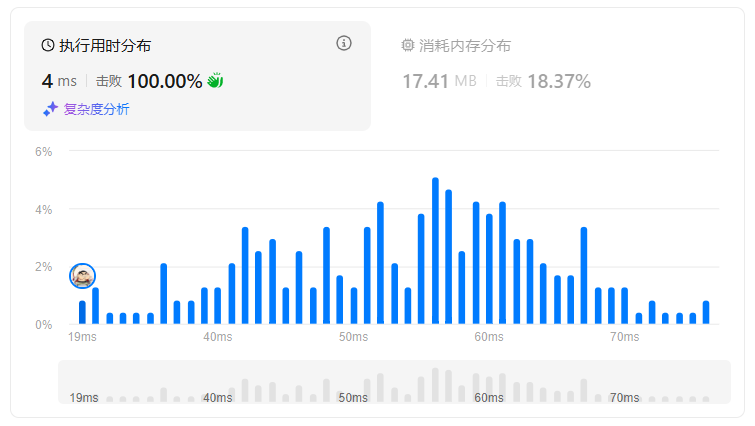 执行用时分布
4 ms 击败 100.00%
复杂度分析
消耗内存分布
17.41 MB 击败 18.37%
6%
4%
2%
0%
19ms 40ms 50ms 60ms 70ms
19ms 40ms 50ms 60ms 70ms